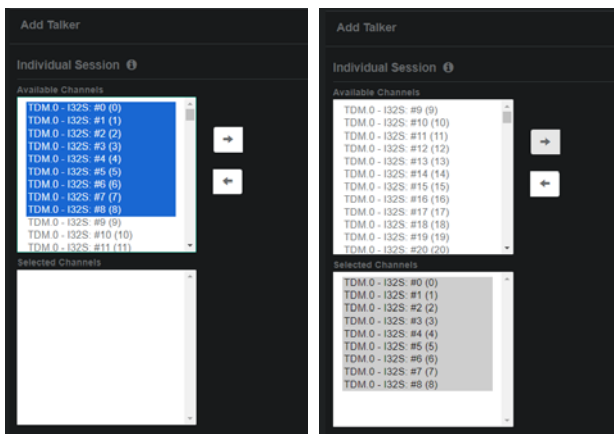 Add Talker
Individual Session
Available Channels
TDM.0 - I32S: #0 (0)
TDM.0 - I32S: #1 (1)
TDM.0 - I32S: #2 (2)
TDM.0 - I32S: #3 (3)
TDM.0 - I32S: #4 (4)
TDM.0 - I32S: #5 (5)
TDM.0 - I32S: #6 (6)
TDM.0 - I32S: #7 (7)
TDM.0 - I32S: #8 (8)
TDM.0 - I32S: #9 (9)
TDM.0 - I32S: #10 (10)
TDM.0 - I32S: #11 (11)
Selected Channels
Add Talker
Individual Session
Available Channels
TDM.0 - I32S: #9 (9)
TDM.0 - I32S: #10 (10)
TDM.0 - I32S: #11 (11)
TDM.0 - I32S: #12 (12)
TDM.0 - I32S: #13 (13)
TDM.0 - I32S: #14 (14)
TDM.0 - I32S: #15 (15)
TDM.0 - I32S: #16 (16)
TDM.0 - I32S: #17 (17)
TDM.0 - I32S: #18 (18)
TDM.0 - I32S: #19 (19)
TDM.0 - I32S: #20 (20)
Selected Channels
TDM.0 - I32S: #0 (0)
TDM.0 - I32S: #1 (1)
TDM.0 - I32S: #2 (2)
TDM.0 - I32S: #3 (3)
TDM.0 - I32S: #4 (4)
TDM.0 - I32S: #5 (5)
TDM.0 - I32S: #6 (6)
TDM.0 - I32S: #7 (7)
TDM.0 - I32S: #8 (8)